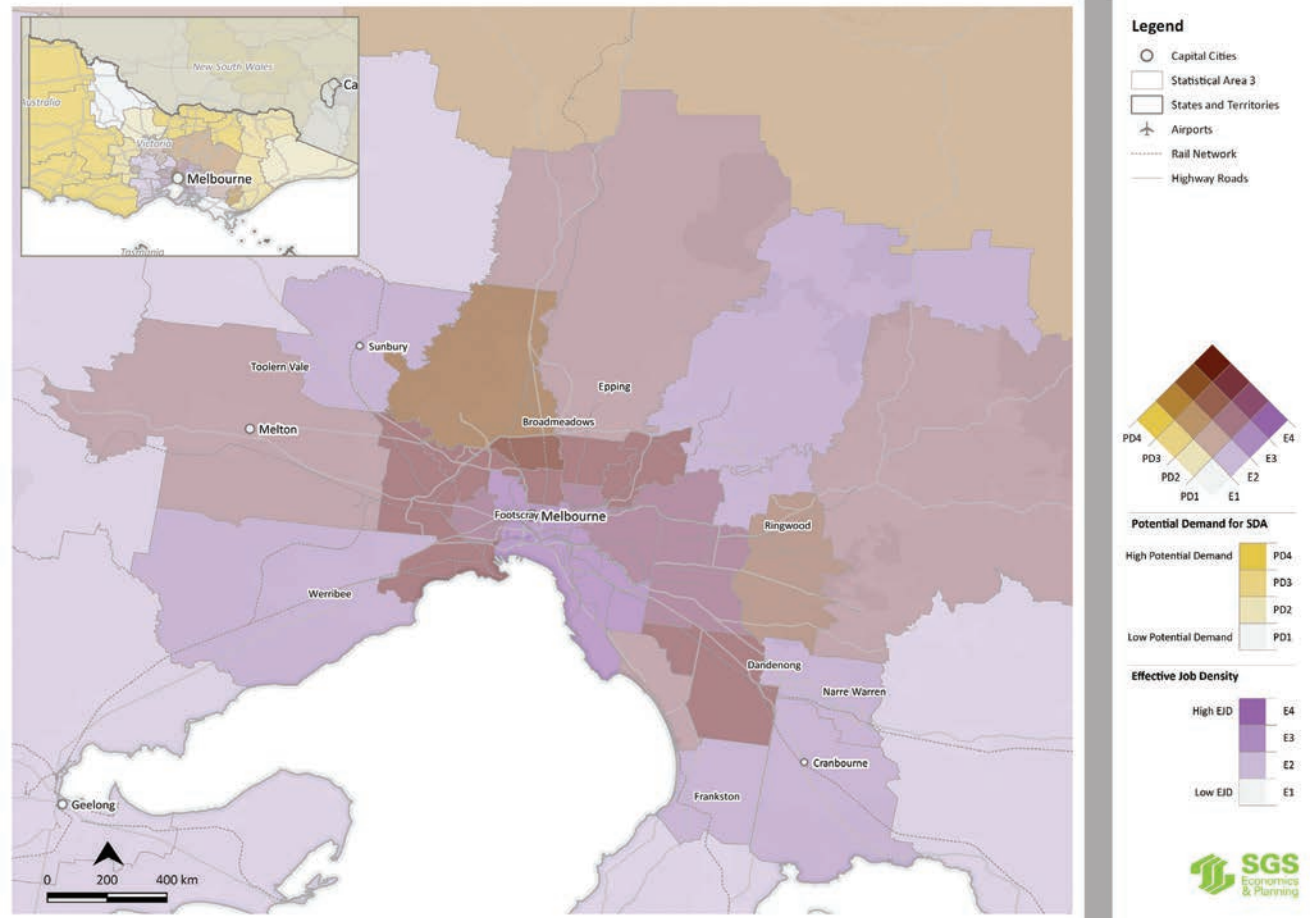 New South Wales
Ca
Australia
Victoria
Melbourne
Tasmania
Sunbury
Toolern Vale
Epping
Melton
Broadmeadows
Footscray
Melbourne
Ringwood
Werribee
Dandenong
Narre Warren
Cranbourne
Frankston
Geelong
0 200 400 km
Legend
Capital Cities
Statistical Area 3
States and Territories
Airports
Rail Network
Highway Roads
PD4 E4
PD3 E3
PD2 E2
PD1 E1
Potential Demand for SDA
High Potential Demand PD4
PD3
PD2
Low Potential Demand PD1
Effective Job Density
High EJD E4
E3
E2
Low EJD E1
SGS
Economics
& Planning